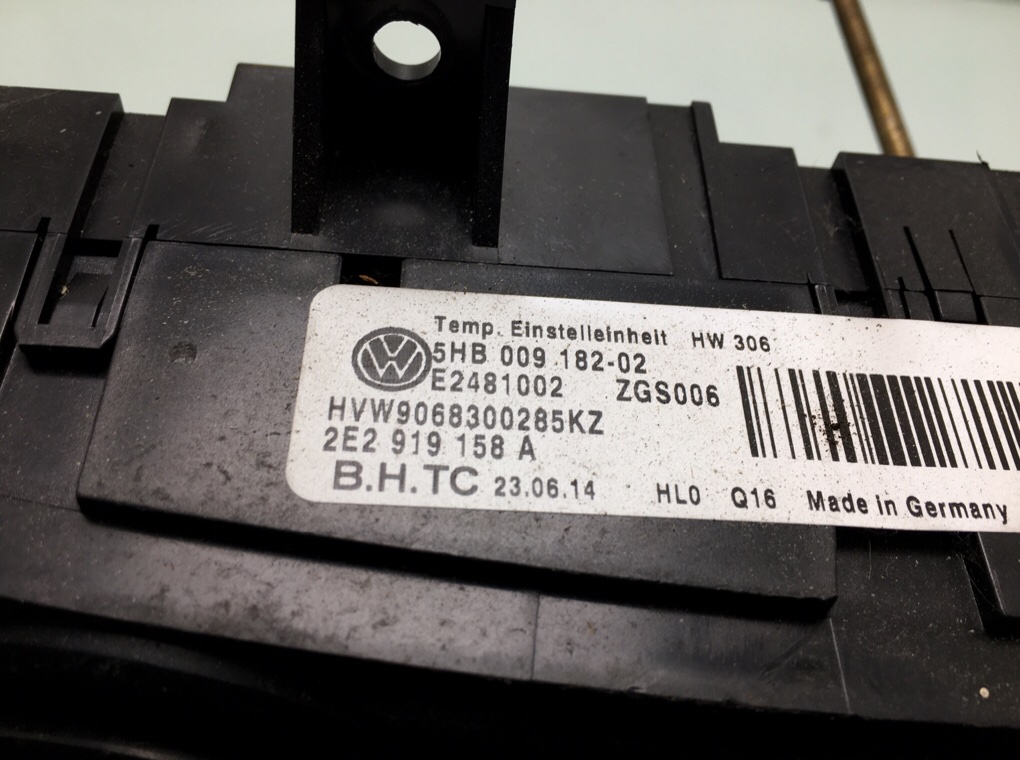 Temp. Einstelleinheit HW 306
5HB 009 182-02
E2481002 ZGS006
HVW9068300285KZ
2E2 919 158 A
B.H.TC 23.06.14 HL0 Q16 Made in Germany